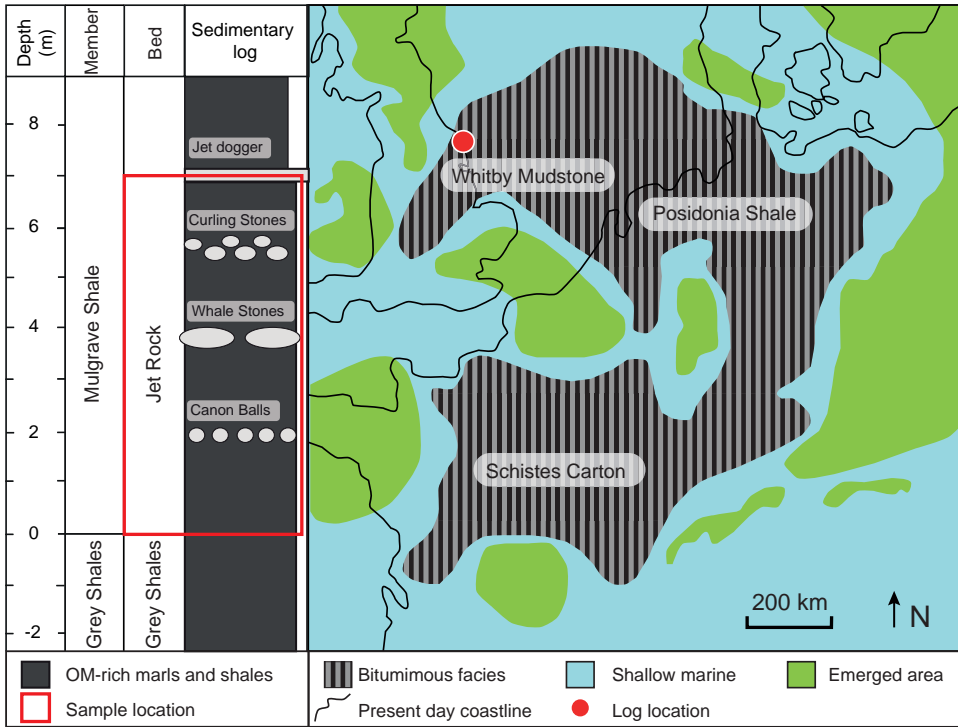 Depth
(m)
Member
Bed
Sedimentary
log
8
6
4
2
0
-2
Mulgrave Shale
Grey Shales
Jet Rock
Grey Shales
Jet dogger
Curling Stones
Whale Stones
Canon Balls
Whitby Mudstone
Posidonia Shale
Schistes Carton
200 km
N
OM-rich marls and shales
Sample location
Bitumimous facies
Present day coastline
Shallow marine
Log location
Emerged area